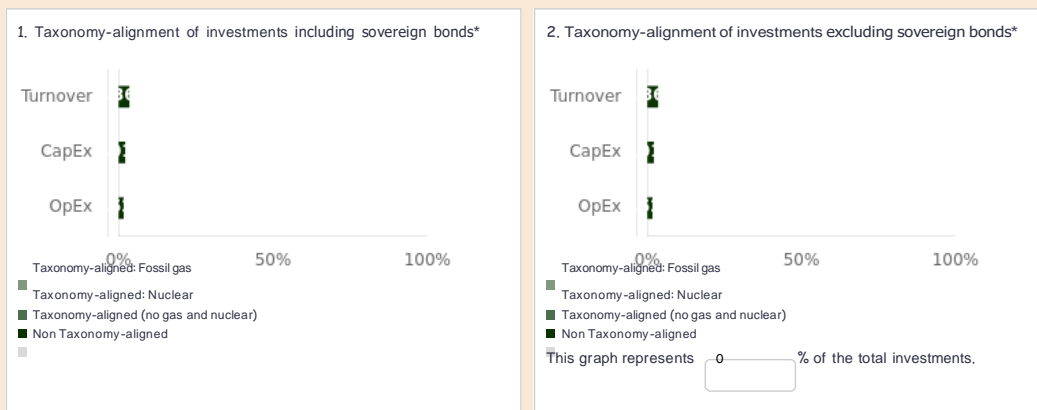 1. Taxonomy-alignment of investments including sovereign bonds*
Turnover
CapEx
OpEx
0%
50%
100%
Taxonomy-aligned: Fossil gas
Taxonomy-aligned: Nuclear
Taxonomy-aligned (no gas and nuclear)
Non Taxonomy-aligned
2. Taxonomy-alignment of investments excluding sovereign bonds*
Turnover
CapEx
OpEx
0%
50%
100%
Taxonomy-aligned: Fossil gas
Taxonomy-aligned: Nuclear
Taxonomy-aligned (no gas and nuclear)
Non Taxonomy-aligned
This graph represents 0 % of the total investments.